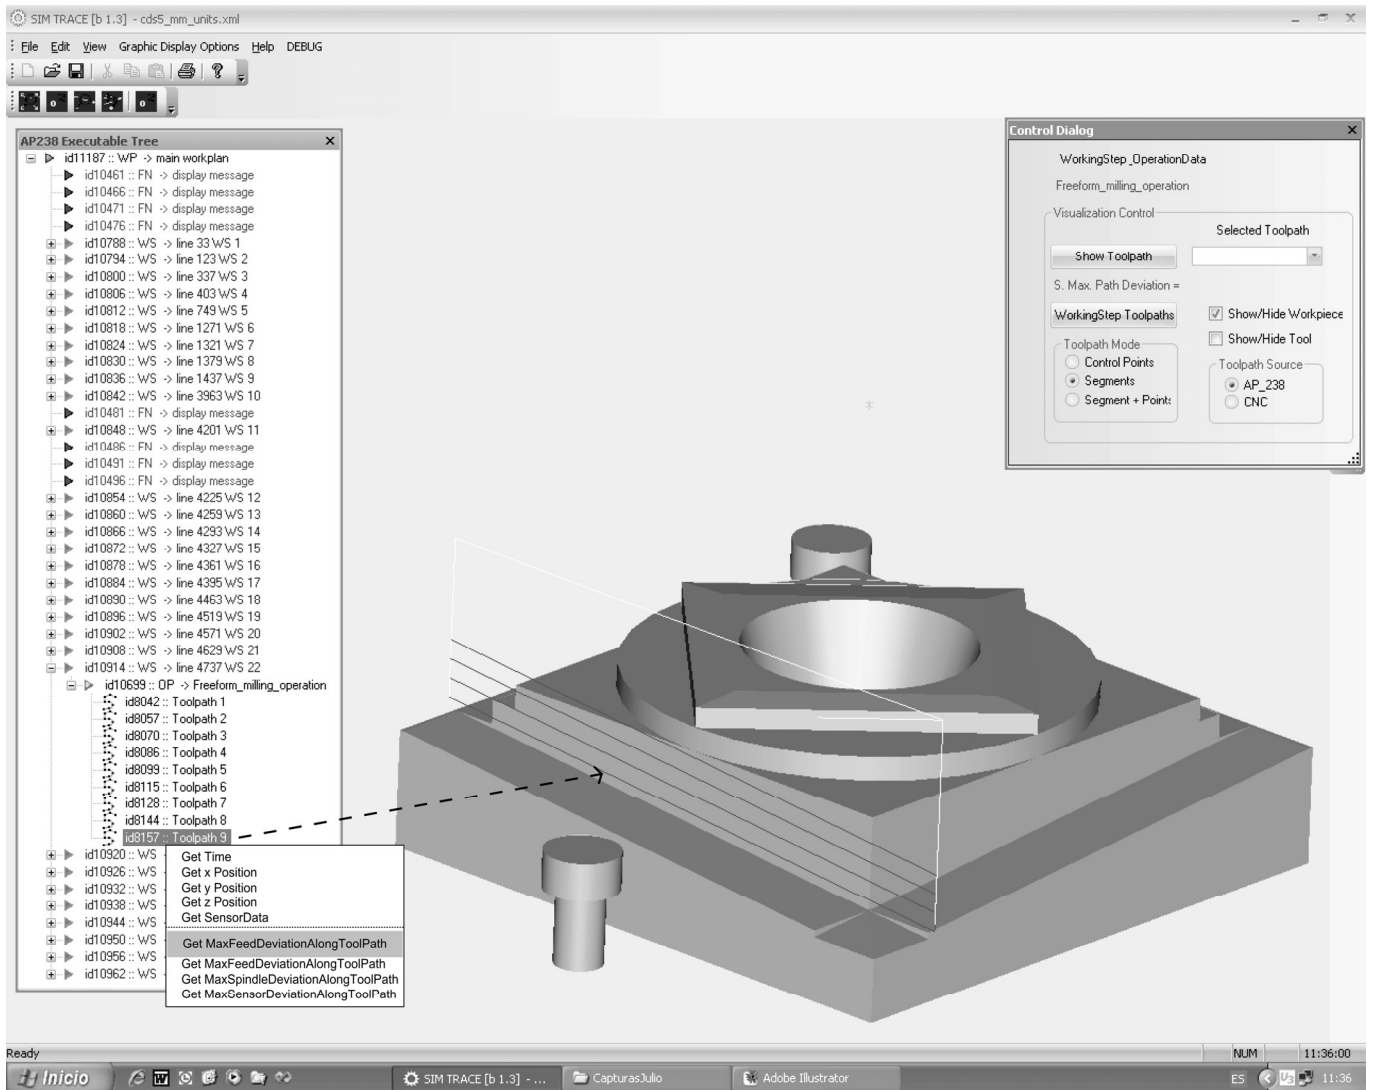 SIM TRACE [b 1.3] - cds5_mm_units.xml
File Edit View Graphic Display Options Help DEBUG
AP238 Executable Tree
id11187 :: WP -> main workplan
id10461 :: FN -> display message
id10466 :: FN -> display message
id10471 :: FN -> display message
id10476 :: FN -> display message
id10788 :: WS -> line 33 WS 1
id10794 :: WS -> line 123 WS 2
id10800 :: WS -> line 337 WS 3
id10806 :: WS -> line 403 WS 4
id10812 :: WS -> line 749 WS 5
id10818 :: WS -> line 1271 WS 6
id10824 :: WS -> line 1321 WS 7
id10830 :: WS -> line 1379 WS 8
id10836 :: WS -> line 1437 WS 9
id10842 :: WS -> line 3963 WS 10
id10481 :: FN -> display message
id10848 :: WS -> line 4201 WS 11
id10486 :: FN -> display message
id10491 :: FN -> display message
id10496 :: FN -> display message
id10854 :: WS -> line 4225 WS 12
id10860 :: WS -> line 4259 WS 13
id10866 :: WS -> line 4293 WS 14
id10872 :: WS -> line 4327 WS 15
id10878 :: WS -> line 4361 WS 16
id10884 :: WS -> line 4395 WS 17
id10890 :: WS -> line 4463 WS 18
id10896 :: WS -> line 4519 WS 19
id10902 :: WS -> line 4571 WS 20
id10908 :: WS -> line 4629 WS 21
id10914 :: WS -> line 4737 WS 22
id10699 :: OP -> Freeform_milling_operation
id8042 :: Toolpath 1
id8057 :: Toolpath 2
id8070 :: Toolpath 3
id8086 :: Toolpath 4
id8099 :: Toolpath 5
id8115 :: Toolpath 6
id8128 :: Toolpath 7
id8144 :: Toolpath 8
id8157 :: Toolpath 9
id10920 :: WS
id10926 :: WS
id10932 :: WS
id10938 :: WS
id10944 :: WS
id10950 :: WS
id10956 :: WS
id10962 :: WS
Get Time
Get x Position
Get y Position
Get z Position
Get SensorData
Get MaxFeedDeviationAlongToolPath
Get MaxFeedDeviationAlongToolPath
Get MaxSpindleDeviationAlongToolPath
Get MaxSensorDeviationAlongToolPath
Control Dialog
WorkingStep_OperationData
Freeform_milling_operation
Visualization Control
Selected Toolpath
Show Toolpath
S. Max. Path Deviation =
WorkingStep Toolpaths
Show/Hide Workpiece
Show/Hide Tool
Toolpath Mode
Control Points
Segments
Segment + Points
Toolpath Source
AP_238
CNC
Ready
NUM 11:36:00
Inicio
SIM TRACE [b 1.3] - ...
CapturasJulio
Adobe Illustrator
ES
11:36